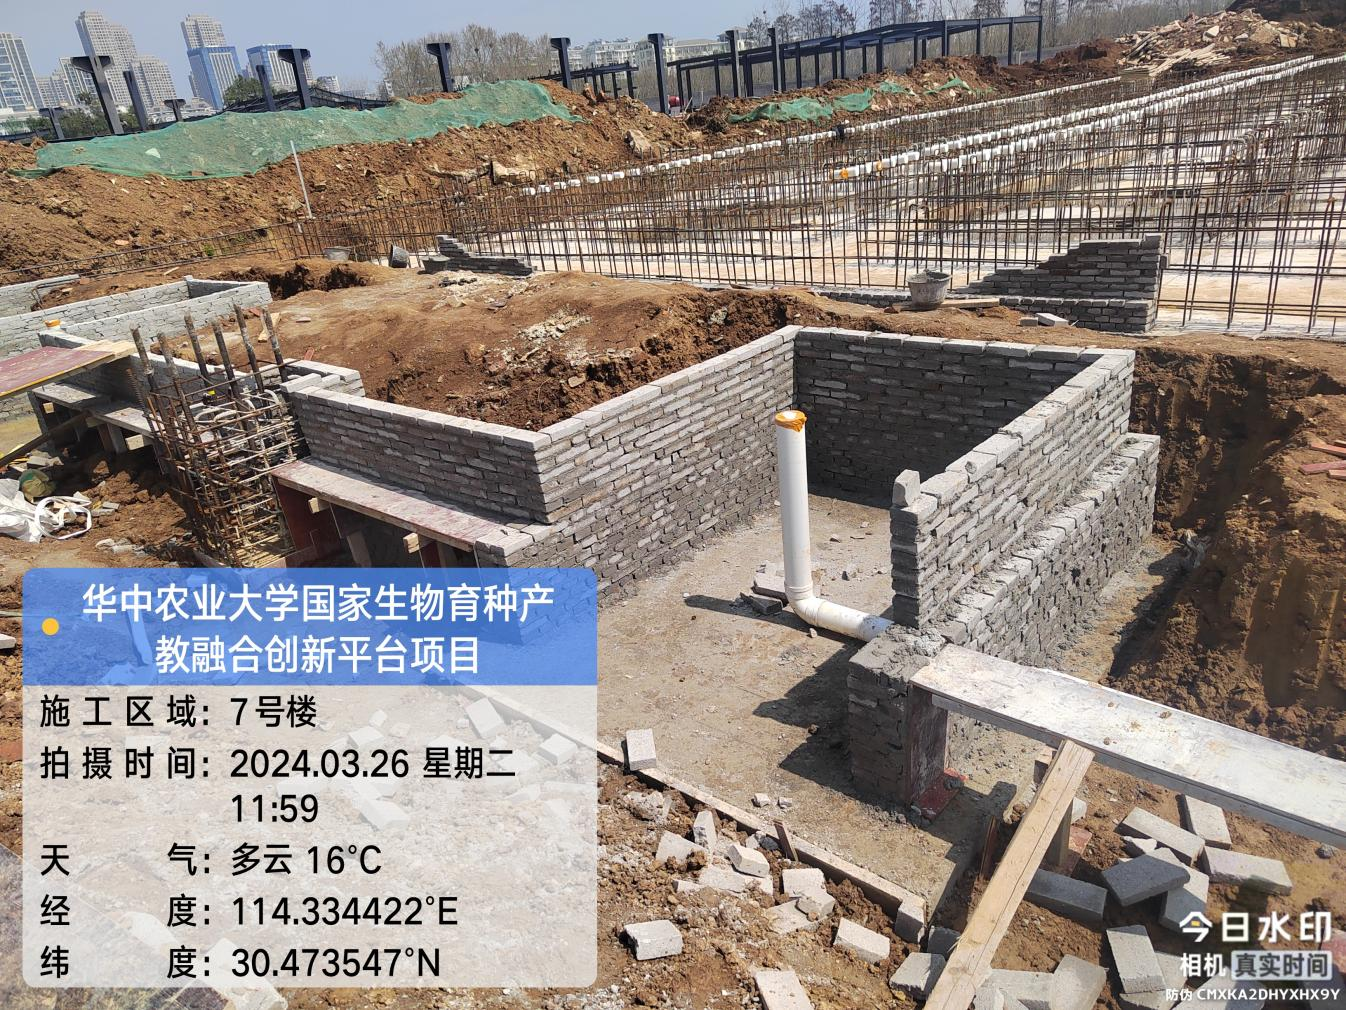 华中农业大学国家生物育种产
教融合创新平台项目
施工区域：7号楼
拍摄时间：2024.03.26 星期二
11:59
天气：多云 16°C
经度：114.334422°E
纬度：30.473547°N
今日水印
相机 真实时间
防伪 CMXKA2DHYXHX9Y